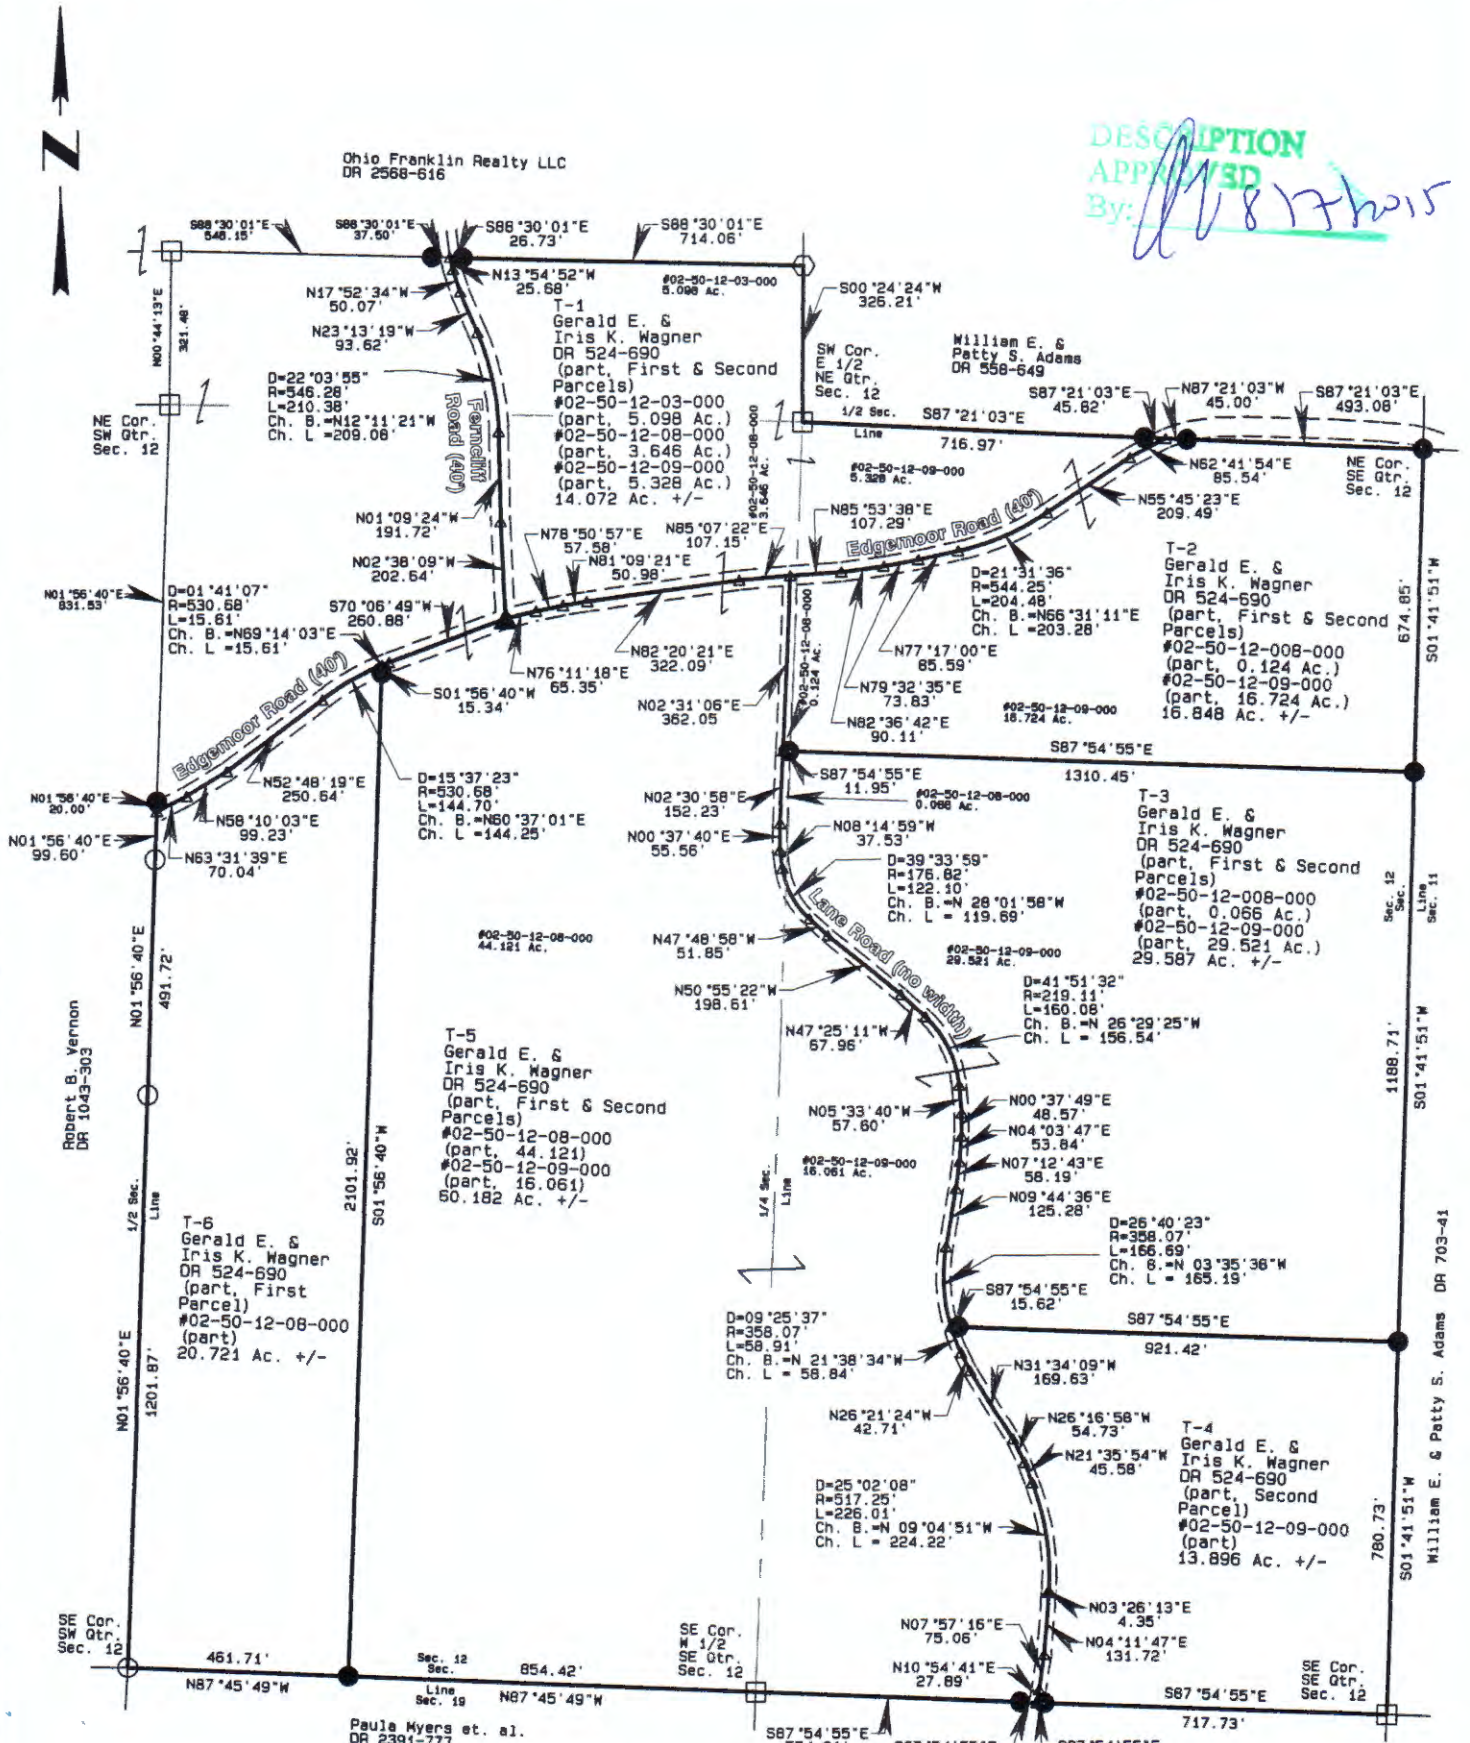 Z
Ohio Franklin Realty LLC
DR 2568-616
DESCRIPTION
APPROVED
By:
8/7/2015
S88°30'01"E
546.15'
S88°30'01"E
37.50'
S88°30'01"E
26.73'
S88°30'01"E
714.06'
N00°44'13"E
321.48'
N17°52'34"W
50.07'
N13°54'52"W
25.68'
#02-50-12-03-000
5.098 Ac.
S00°24'24"W
326.21'
N23°13'19"W
93.62'
T-1
Gerald E. &
Iris K. Wagner
DR 524-690
(part, First & Second
Parcels)
#02-50-12-03-000
(part, 5.098 Ac.)
#02-50-12-08-000
(part, 3.646 Ac.)
#02-50-12-09-000
(part, 5.328 Ac.)
14.072 Ac. +/-
SW Cor.
E 1/2
NE Qtr.
Sec. 12
William E. &
Patty S. Adams
DR 558-649
D=22°03'55"
R=546.28'
L=210.38'
Ch. B.=N12°11'21"W
Ch. L =209.08'
Ferncliff
Road (40')
NE Cor.
SW Qtr.
Sec. 12
1/2 Sec.
Line
S87°21'03"E
716.97'
S87°21'03"E
45.82'
N87°21'03"W
45.00'
S87°21'03"E
493.08'
#02-50-12-08-000
3.646 Ac.
#02-50-12-09-000
5.328 Ac.
N62°41'54"E
85.54'
NE Cor.
SE Qtr.
Sec. 12
N55°45'23"E
209.49'
N01°09'24"W
191.72'
N78°50'57"E
57.58'
N85°07'22"E
107.15'
N85°53'38"E
107.29'
Edgemoor Road (40')
N81°09'21"E
50.98'
N02°38'09"W
202.64'
N01°56'40"E
831.53'
D=01°41'07"
R=530.68'
L=15.61'
Ch. B.=N69°14'03"E
Ch. L =15.61'
S70°06'49"W
260.88'
D=21°31'36"
R=544.25'
L=204.48'
Ch. B.=N66°31'11"E
Ch. L =203.28'
T-2
Gerald E. &
Iris K. Wagner
DR 524-690
(part, First & Second
Parcels)
#02-50-12-008-000
(part, 0.124 Ac.)
#02-50-12-09-000
(part, 16.724 Ac.)
16.848 Ac. +/-
674.85'
S01°41'51"W
N82°20'21"E
322.09'
N76°11'18"E
65.35'
#02-50-12-08-000
0.124 Ac.
N77°17'00"E
85.59'
N79°32'35"E
73.83'
N82°36'42"E
90.11'
#02-50-12-09-000
16.724 Ac.
Edgemoor Road (40')
S01°56'40"W
15.34'
N02°31'06"E
362.05
S87°54'55"E
1310.45'
N52°48'19"E
250.64'
D=15°37'23"
R=530.68'
L=144.70'
Ch. B.=N60°37'01"E
Ch. L =144.25'
N01°56'40"E
20.00'
N58°10'03"E
99.23'
N01°56'40"E
99.60'
N63°31'39"E
70.04'
S87°54'55"E
11.95'
N02°30'58"E
152.23'
#02-50-12-08-000
0.066 Ac.
N00°37'40"E
55.56'
N08°14'59"W
37.53'
T-3
Gerald E. &
Iris K. Wagner
DR 524-690
(part, First & Second
Parcels)
#02-50-12-008-000
(part, 0.066 Ac.)
#02-50-12-09-000
(part, 29.521 Ac.)
29.587 Ac. +/-
D=39°33'59"
R=176.82'
L=122.10'
Ch. B.=N 28°01'58"W
Ch. L = 119.69'
Sec. 12
Sec.
Line
Sec. 11
#02-50-12-08-000
44.121 Ac.
N47°48'58"W
51.85'
Lane Road (no width)
#02-50-12-09-000
29.521 Ac.
N01°56'40"E
491.72'
N50°55'22"W
198.61'
D=41°51'32"
R=219.11'
L=160.08'
Ch. B.=N 26°29'25"W
Ch. L = 156.54'
N47°25'11"W
67.96'
Robert B. Vernon
DR 1043-303
T-5
Gerald E. &
Iris K. Wagner
DR 524-690
(part, First & Second
Parcels)
#02-50-12-08-000
(part, 44.121)
#02-50-12-09-000
(part, 16.061)
60.182 Ac. +/-
1188.71'
S01°41'51"W
N05°33'40"W
57.60'
N00°37'49"E
48.57'
N04°03'47"E
53.84'
#02-50-12-09-000
16.061 Ac.
N07°12'43"E
58.19'
N09°44'36"E
125.28'
1/4 Sec.
Line
1/2 Sec.
Line
2101.92'
S01°56'40"W
T-6
Gerald E. &
Iris K. Wagner
DR 524-690
(part, First
Parcel)
#02-50-12-08-000
(part)
20.721 Ac. +/-
D=26°40'23"
R=358.07'
L=166.69'
Ch. B.=N 03°35'36"W
Ch. L = 165.19'
S87°54'55"E
15.62'
S87°54'55"E
921.42'
D=09°25'37"
R=358.07'
L=58.91'
Ch. B.=N 21°38'34"W
Ch. L = 58.84'
N01°56'40"E
1201.87'
N31°34'09"W
169.63'
N26°21'24"W
42.71'
N26°16'58"W
54.73'
N21°35'54"W
45.58'
T-4
Gerald E. &
Iris K. Wagner
DR 524-690
(part, Second
Parcel)
#02-50-12-09-000
(part)
13.896 Ac. +/-
William E. & Patty S. Adams DR 703-41
D=25°02'08"
R=517.25'
L=226.01'
Ch. B.=N 09°04'51"W
Ch. L = 224.22'
780.73'
S01°41'51"W
N03°26'13"E
4.35'
N07°57'16"E
75.06'
N04°11'47"E
131.72'
N10°54'41"E
27.89'
SE Cor.
SW Qtr.
Sec. 12
461.71'
N87°45'49"W
Sec. 12
Sec.
Line
Sec. 19
854.42'
N87°45'49"W
SE Cor.
W 1/2
SE Qtr.
Sec. 12
SE Cor.
SE Qtr.
Sec. 12
S87°54'55"E
717.73'
Paula Myers et. al.
DR 2391-777
S87°54'55"E